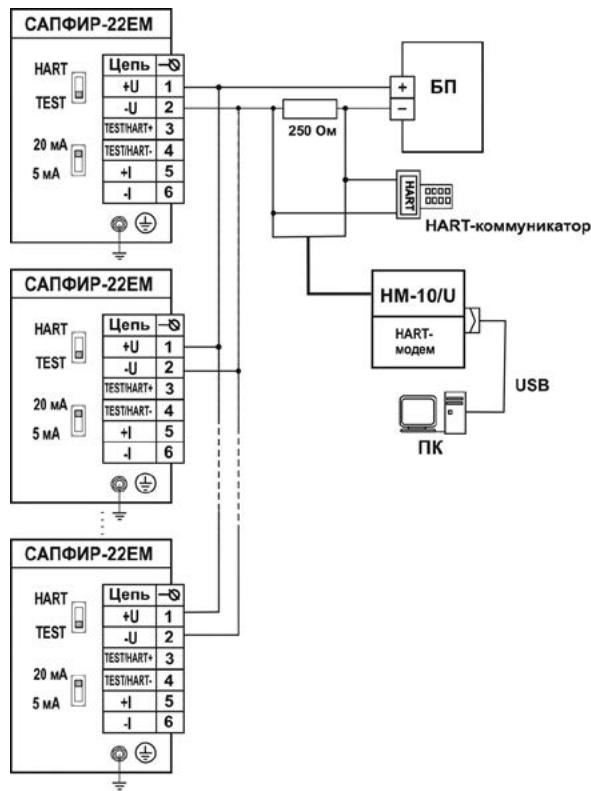 САПФИР-22ЕМ
HART
TEST
20 мА
5 мА
Цепь
+U 1
-U 2
TEST/HART+ 3
TEST/HART- 4
+I 5
-I 6
+
−
БП
250 Ом
HART
HART-коммуникатор
НМ-10/U
HART-
модем
USB
ПК
САПФИР-22ЕМ
HART
TEST
20 мА
5 мА
Цепь
+U 1
-U 2
TEST/HART+ 3
TEST/HART- 4
+I 5
-I 6
САПФИР-22ЕМ
HART
TEST
20 мА
5 мА
Цепь
+U 1
-U 2
TEST/HART+ 3
TEST/HART- 4
+I 5
-I 6